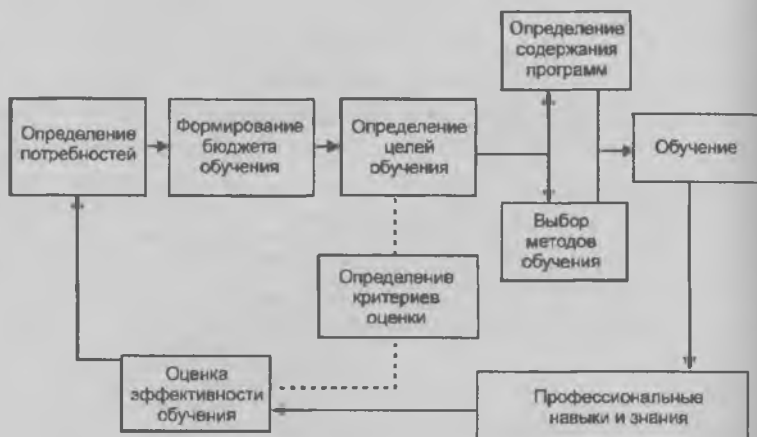 Определение
содержания
программ
Определение
потребностей
Формирование
бюджета
обучения
Определение
целей
обучения
Обучение
Выбор
методов
обучения
Определение
критериев
оценки
Оценка
эффективности
обучения
Профессиональные
навыки и знания